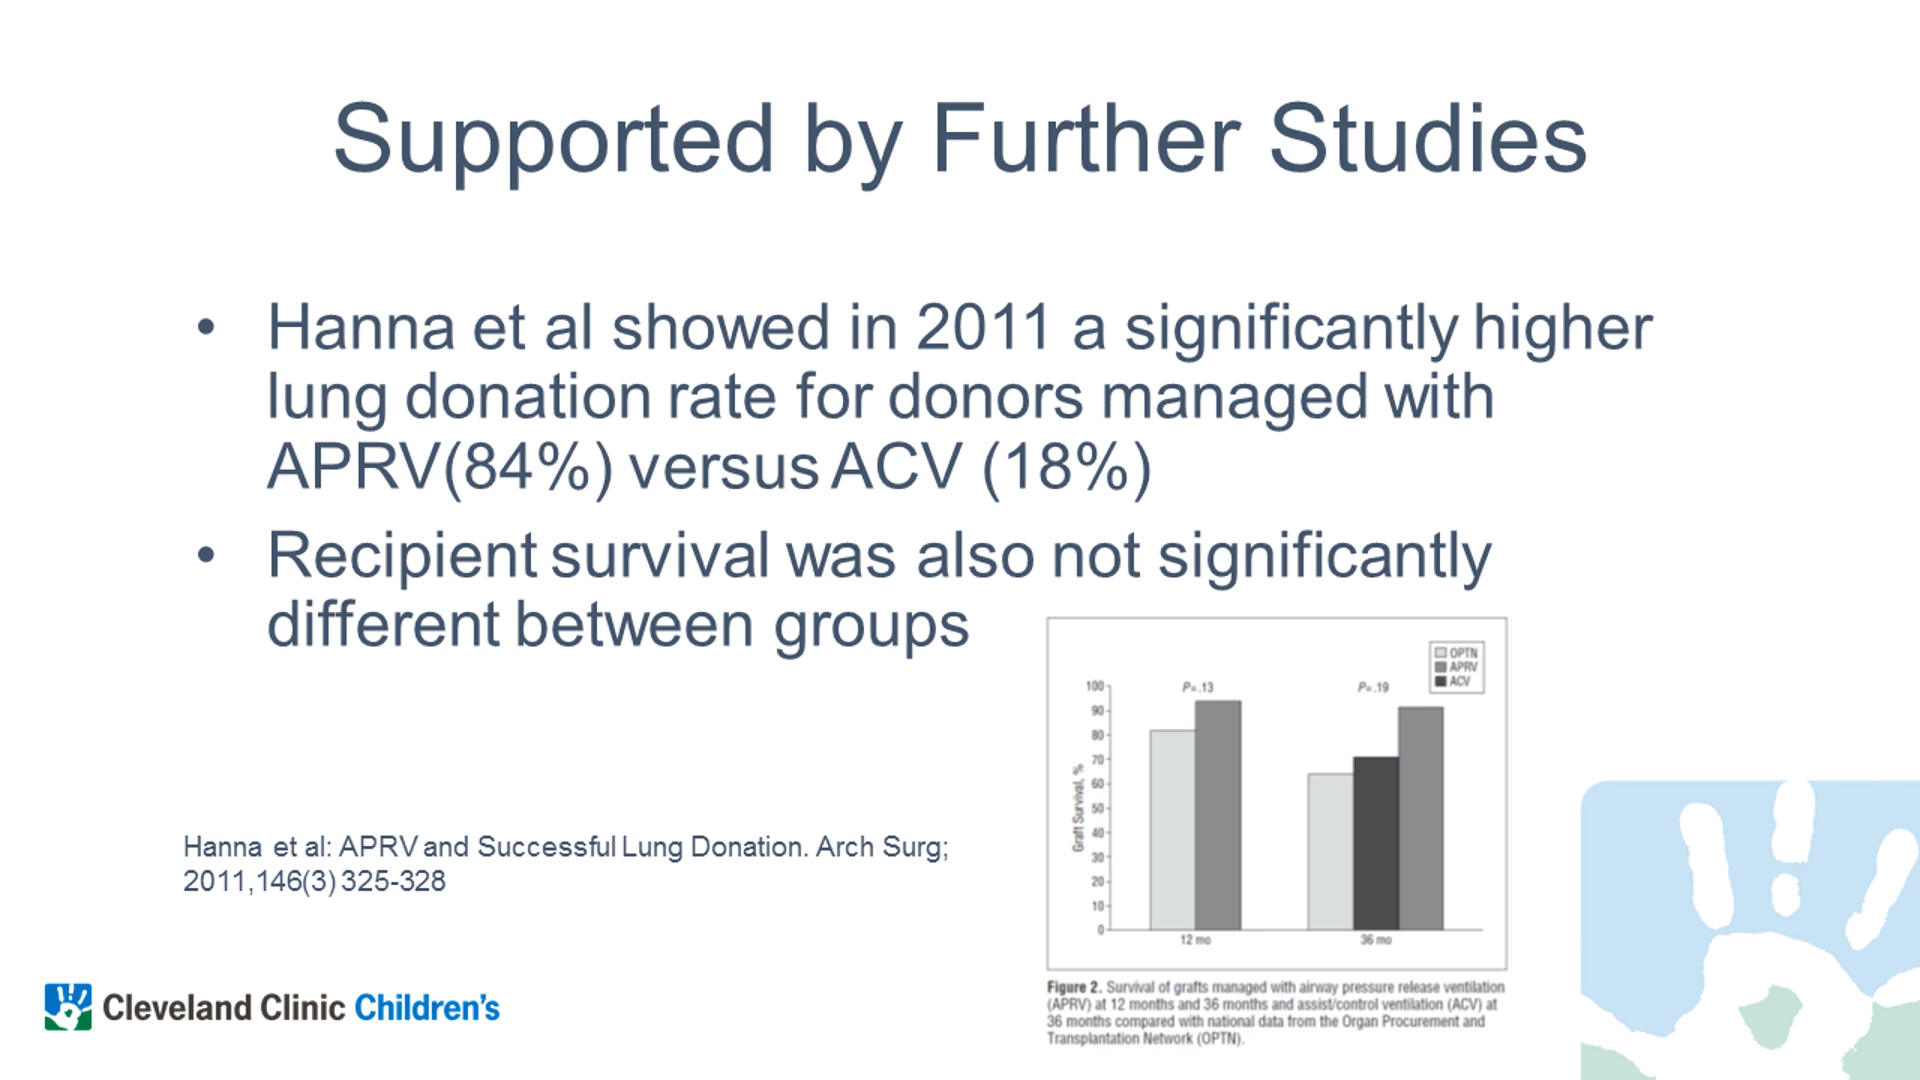 Supported by Further Studies
• Hanna et al showed in 2011 a significantly higher
lung donation rate for donors managed with
APRV(84%) versus ACV (18%)
• Recipient survival was also not significantly
different between groups
OPTN
APRV
ACV
P=.13
P=.19
100
90
80
70
60
50
40
30
20
10
0
Graft Survival, %
12 mo
36 mo
Figure 2. Survival of grafts managed with airway pressure release ventilation
(APRV) at 12 months and 36 months and assist/control ventilation (ACV) at
36 months compared with national data from the Organ Procurement and
Transplantation Network (OPTN).
Hanna et al: APRV and Successful Lung Donation. Arch Surg;
2011,146(3) 325-328
Cleveland Clinic Children's